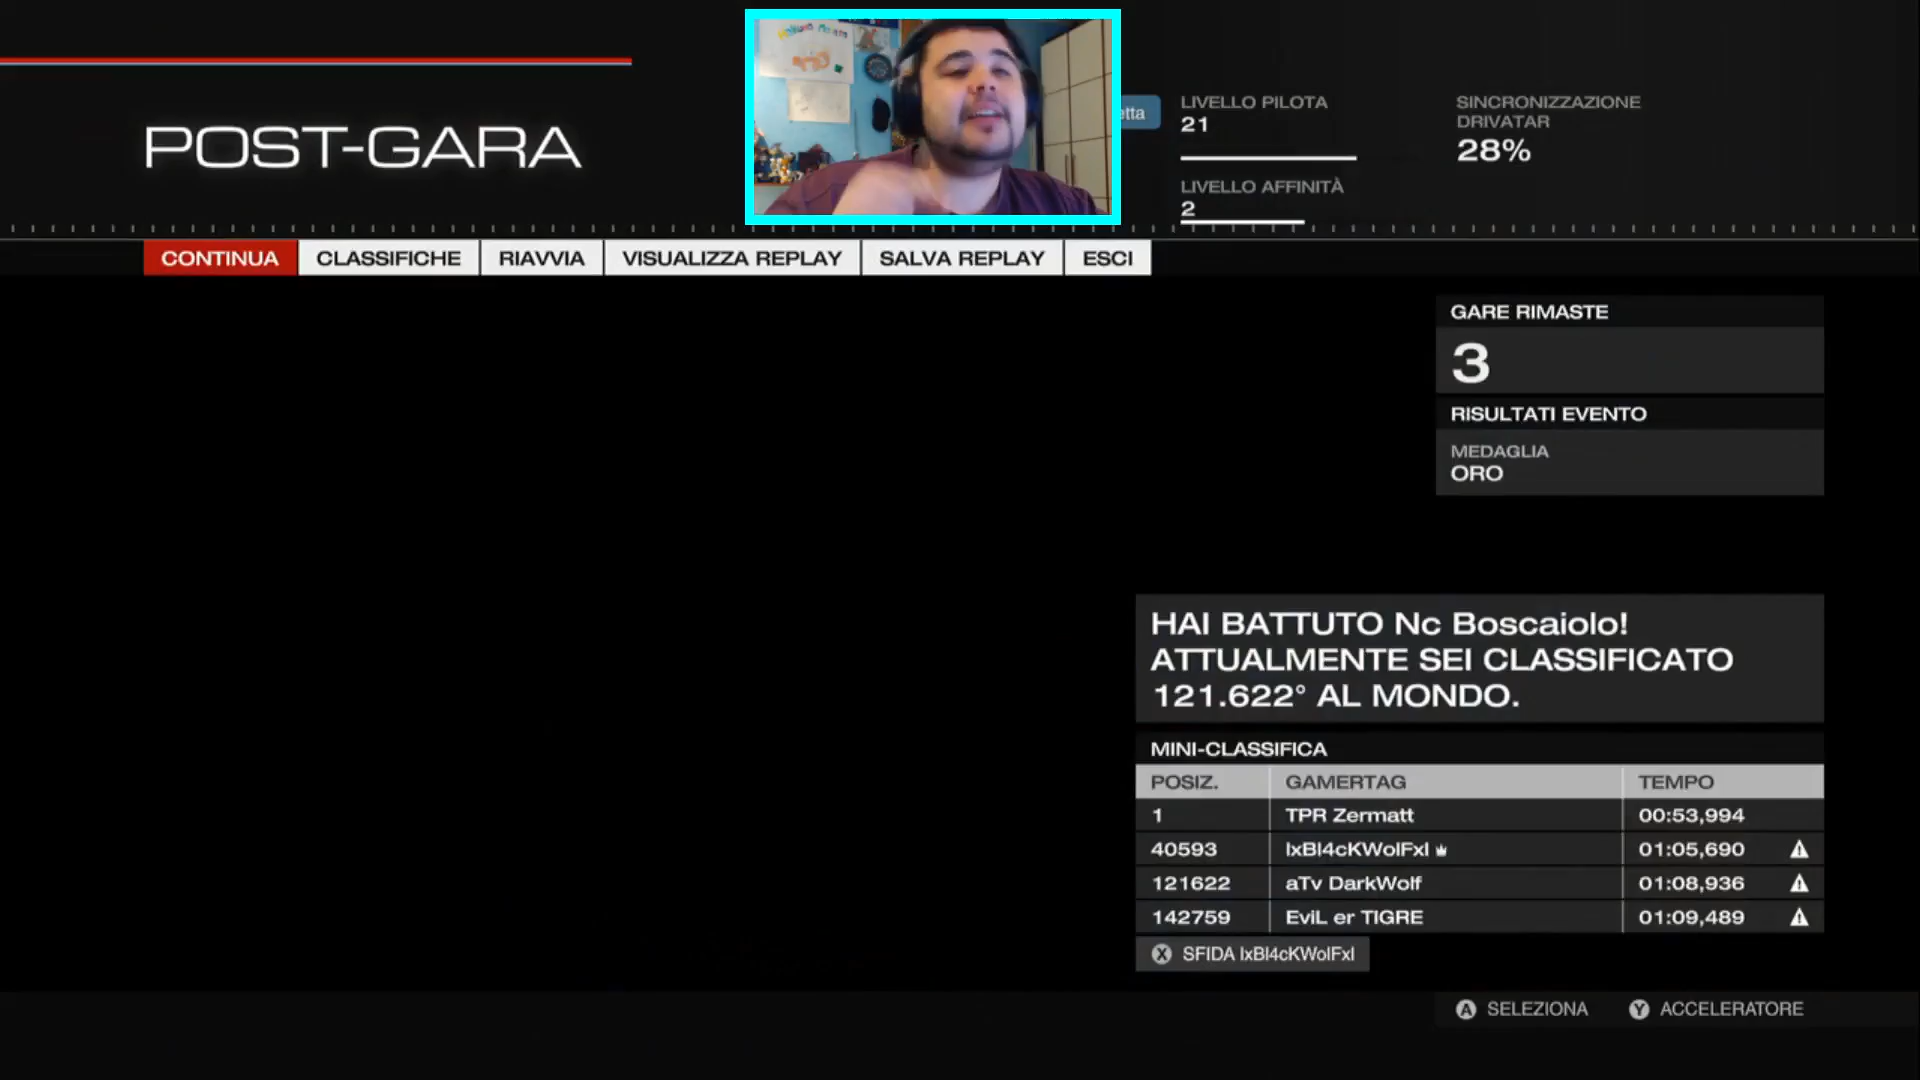 POST-GARA
etta
LIVELLO PILOTA
21
LIVELLO AFFINITÀ
2
SINCRONIZZAZIONE
DRIVATAR
28%
CONTINUA
CLASSIFICHE
RIAVVIA
VISUALIZZA REPLAY
SALVA REPLAY
ESCI
GARE RIMASTE
3
RISULTATI EVENTO
MEDAGLIA
ORO
HAI BATTUTO Nc Boscaiolo!
ATTUALMENTE SEI CLASSIFICATO
121.622° AL MONDO.
MINI-CLASSIFICA
POSIZ. GAMERTAG TEMPO
1 TPR Zermatt 00:53,994
40593 IxBl4cKWolFxI 01:05,690
121622 aTv DarkWolf 01:08,936
142759 EviL er TIGRE 01:09,489
X SFIDA IxBl4cKWolFxI
A SELEZIONA Y ACCELERATORE